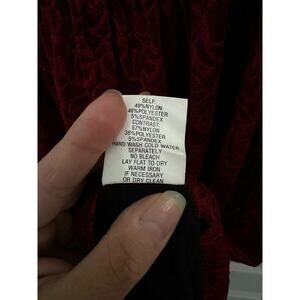 SELF:
49%NYLON
46%POLYESTER
5%SPANDEX
CONTRAST:
57%NYLON
38%POLYESTER
5%SPANDEX
HAND WASH COLD WATER
SEPARATELY
NO BLEACH
LAY FLAT TO DRY
WARM IRON
IF NECESSARY
OR DRY CLEAN